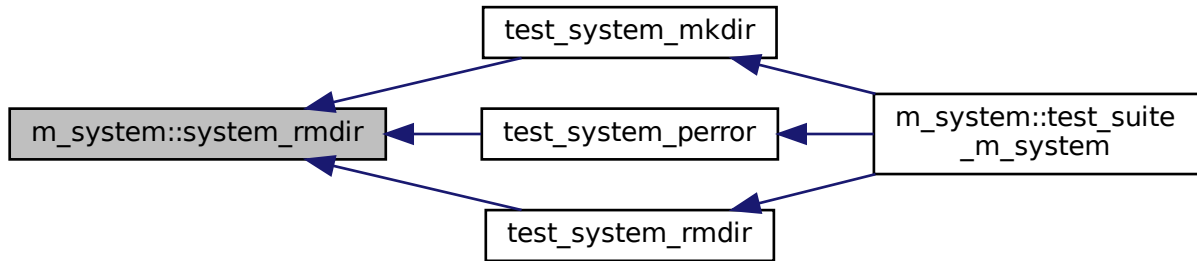 test_system_mkdir
m_system::system_rmdir
test_system_perror
m_system::test_suite
_m_system
test_system_rmdir